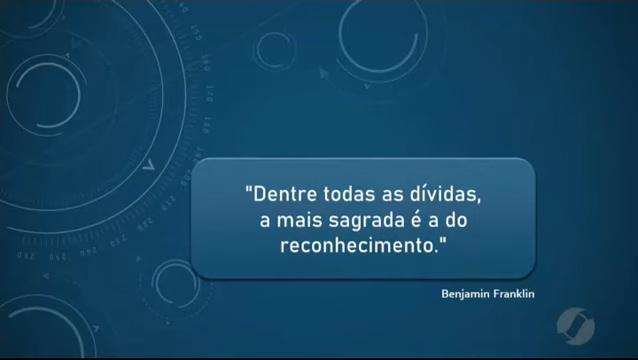 "Dentre todas as dívidas,
a mais sagrada é a do
reconhecimento."
Benjamin Franklin